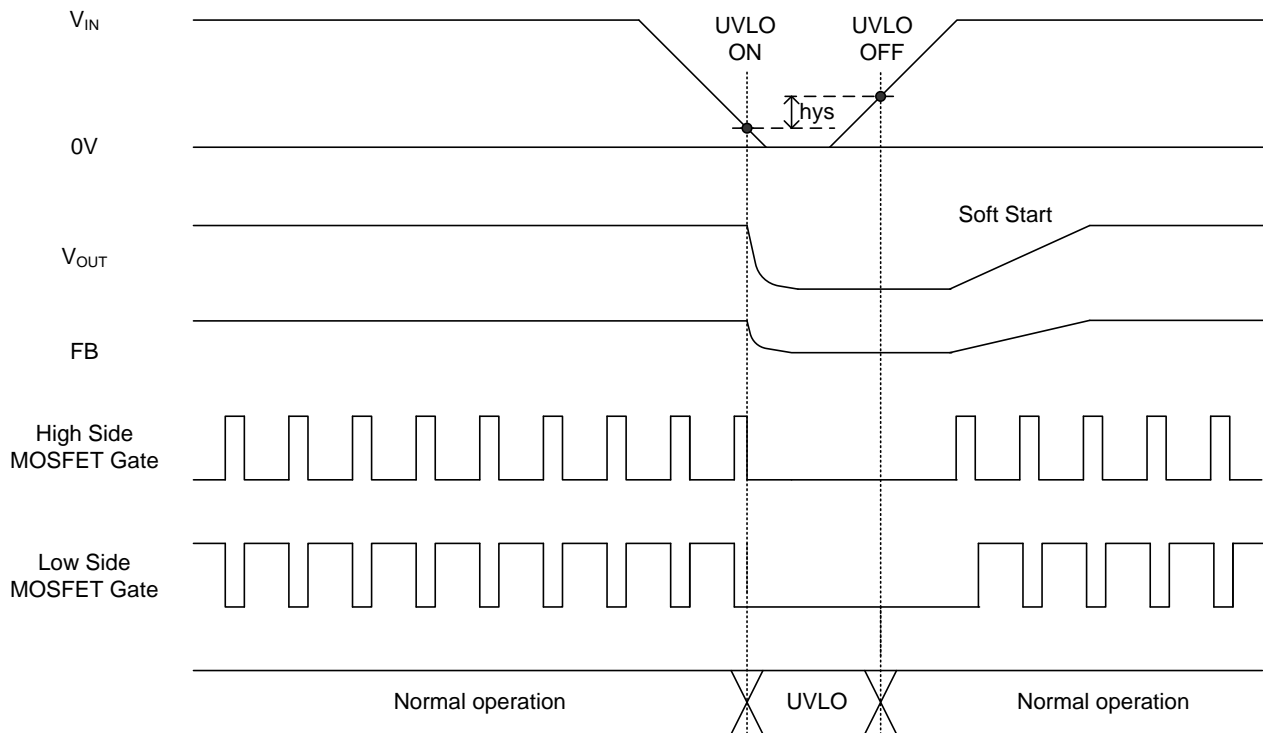 VIN
UVLO
ON
UVLO
OFF
hys
0V
Soft Start
VOUT
FB
High Side
MOSFET Gate
Low Side
MOSFET Gate
Normal operation
UVLO
Normal operation